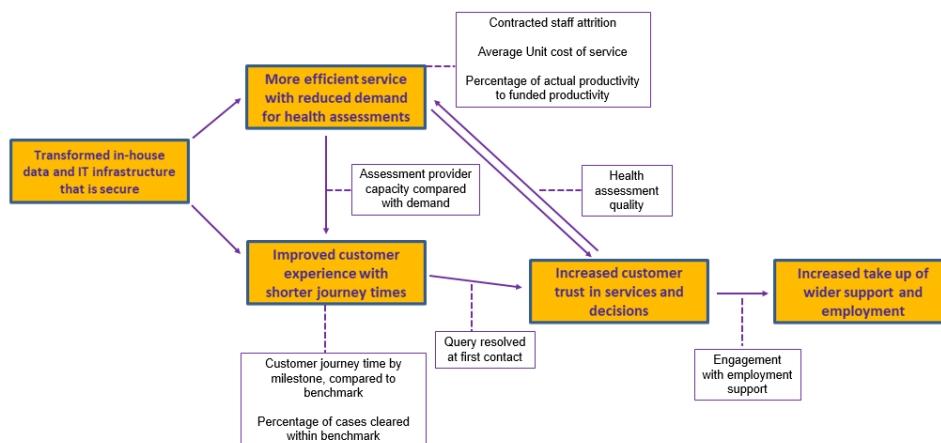 Contracted staff attrition
Average Unit cost of service
Percentage of actual productivity
to funded productivity
More efficient service
with reduced demand
for health assessments
Transformed in-house
data and IT infrastructure
that is secure
Assessment provider
capacity compared
with demand
Health
assessment
quality
Improved customer
experience with
shorter journey times
Increased customer
trust in services and
decisions
Increased take up of
wider support and
employment
Query resolved
at first contact
Customer journey time by
milestone, compared to
benchmark
Percentage of cases cleared
within benchmark
Engagement
with employment
support